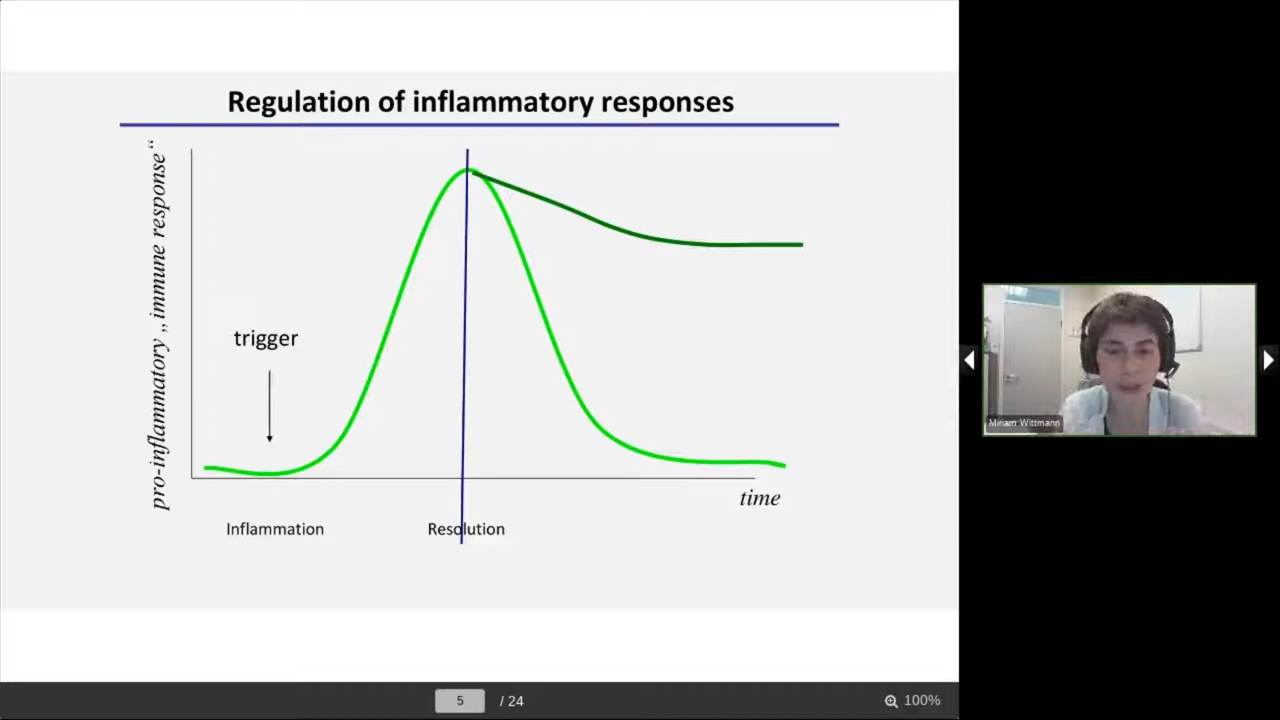 Regulation of inflammatory responses
pro-inflammatory „ immune response“
trigger
time
Inflammation
Resolution
Miriam Wittmann
5 / 24
100%